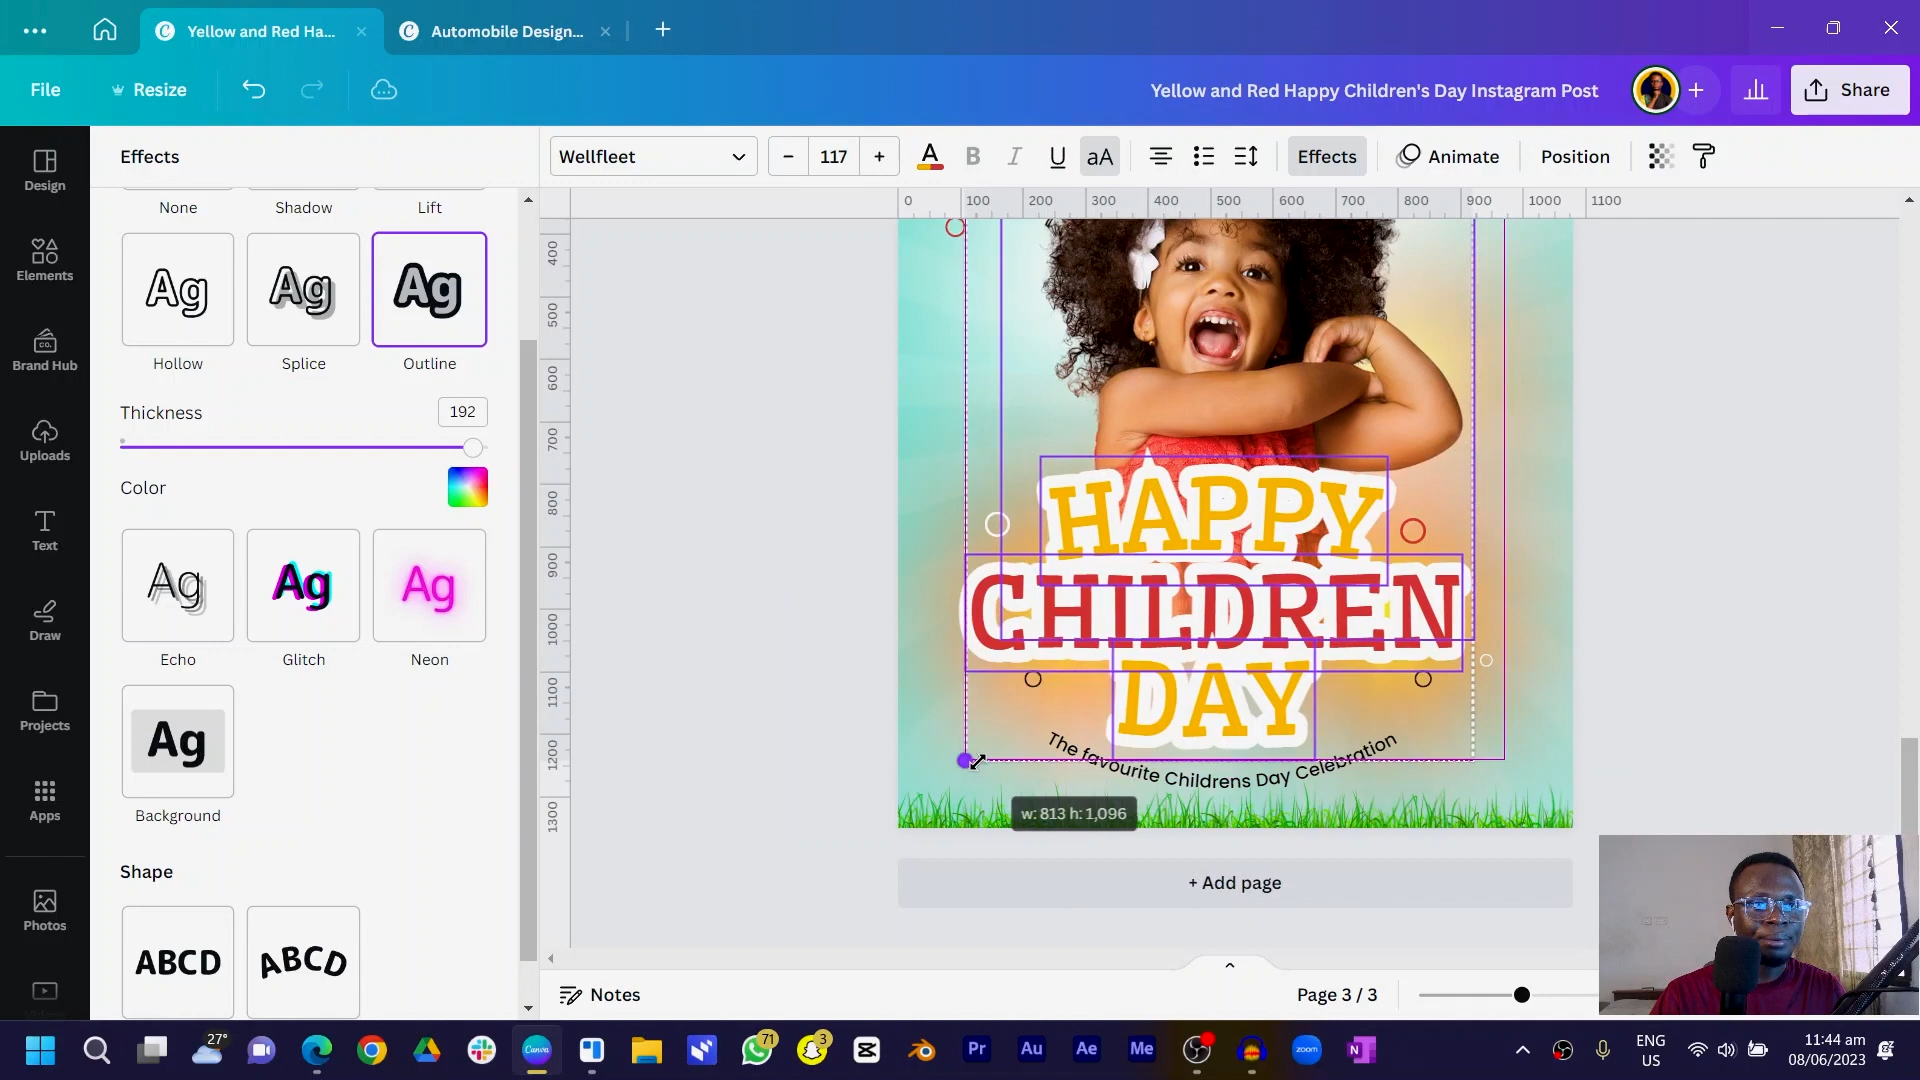 Yellow and Red Ha...
Automobile Design...
File
Resize
Yellow and Red Happy Children's Day Instagram Post
Share
Effects
Wellfleet
117
aA
Effects
Animate
Position
Design
Elements
Brand Hub
Uploads
Text
Draw
Projects
Apps
Photos
None
Shadow
Lift
Ag
Ag
Ag
Hollow
Splice
Outline
Thickness
192
Color
Ag
Ag
Ag
Echo
Glitch
Neon
Ag
Background
Shape
ABCD
ABCD
0
100
200
300
400
500
600
700
800
900
1000
1100
400
500
600
700
800
900
1000
1100
1200
1300
HAPPY
CHILDREN
DAY
The favourite Childrens Day Celebration
w: 813 h: 1,096
+ Add page
Notes
Page 3 / 3
27°
Canva
71
3
Pr
Au
Ae
Me
zoom
N
ENG
US
11:44 am
08/06/2023